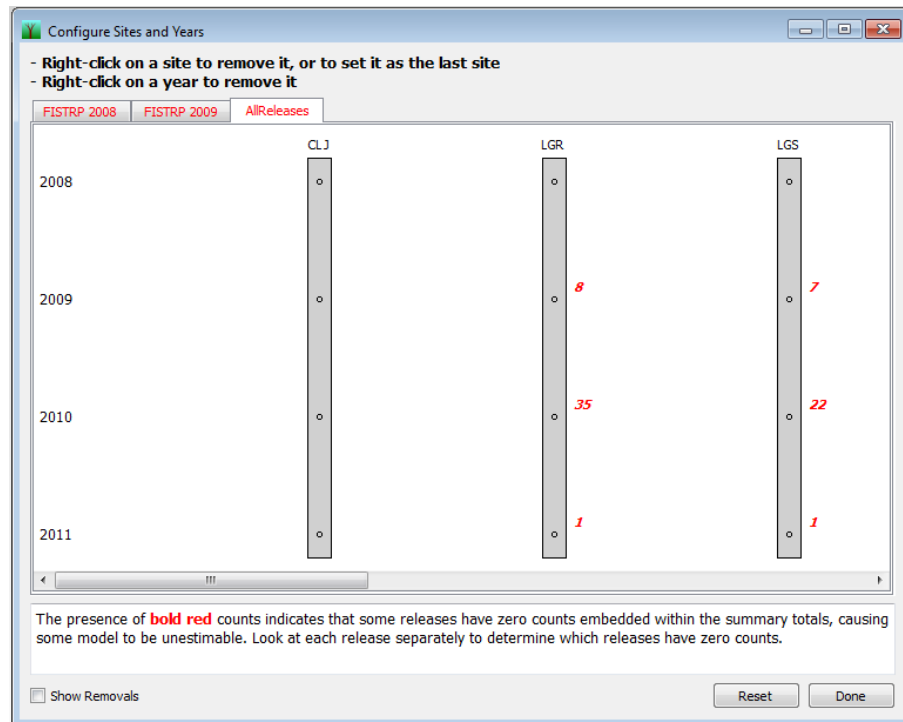 Configure Sites and Years
- Right-click on a site to remove it, or to set it as the last site
- Right-click on a year to remove it
FISTRP 2008 FISTRP 2009 AllReleases
CLJ LGR LGS
2008
8 7
2009
35 22
2010
1 1
2011
The presence of bold red counts indicates that some releases have zero counts embedded within the summary totals, causing
some model to be unestimable. Look at each release separately to determine which releases have zero counts.
Show Removals Reset Done